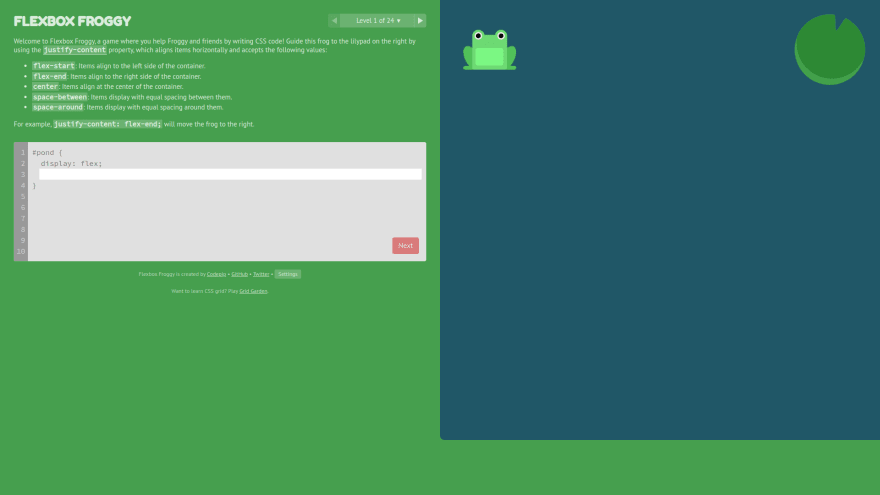 FLEXBOX FROGGY
◀ Level 1 of 24 ▾ ▶
Welcome to Flexbox Froggy, a game where you help Froggy and friends by writing CSS code! Guide this frog to the lilypad on the right by
using the justify-content property, which aligns items horizontally and accepts the following values:
• flex-start: Items align to the left side of the container.
• flex-end: Items align to the right side of the container.
• center: Items align at the center of the container.
• space-between: Items display with equal spacing between them.
• space-around: Items display with equal spacing around them.
For example, justify-content: flex-end; will move the frog to the right.
1 #pond {
2 display: flex;
3
4 }
5
6
7
8
9
10
Next
Flexbox Froggy is created by Codepip • GitHub • Twitter • Settings
Want to learn CSS grid? Play Grid Garden.